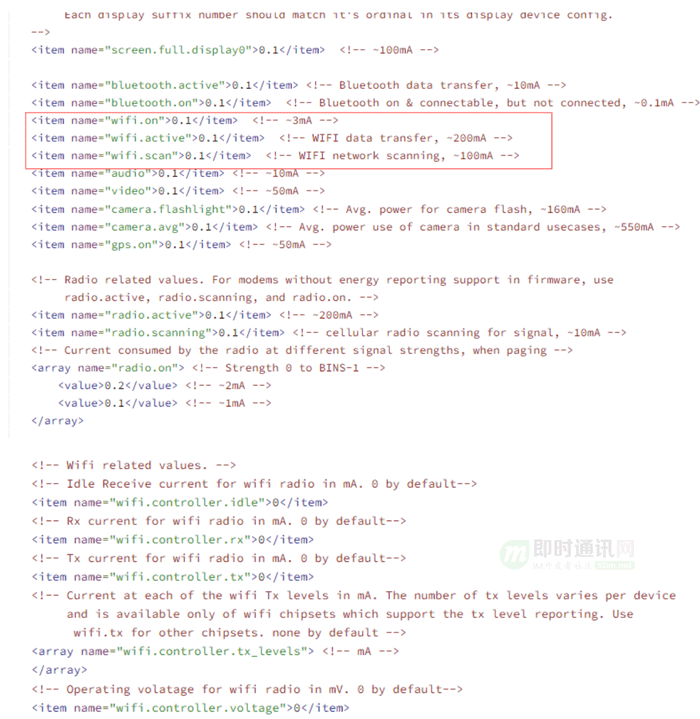 Each display suffix number should match it's ordinal in its display device config.
-->
<item name="screen.full.display0">0.1</item>  <!-- ~100mA -->
<item name="bluetooth.active">0.1</item> <!-- Bluetooth data transfer, ~10mA -->
<item name="bluetooth.on">0.1</item>  <!-- Bluetooth on & connectable, but not connected, ~0.1mA -->
<item name="wifi.on">0.1</item>  <!-- ~3mA -->
<item name="wifi.active">0.1</item>  <!-- WIFI data transfer, ~200mA -->
<item name="wifi.scan">0.1</item>  <!-- WIFI network scanning, ~100mA -->
<item name="audio">0.1</item> <!-- ~10mA -->
<item name="video">0.1</item> <!-- ~50mA -->
<item name="camera.flashlight">0.1</item> <!-- Avg. power for camera flash, ~160mA -->
<item name="camera.avg">0.1</item> <!-- Avg. power use of camera in standard usecases, ~550mA -->
<item name="gps.on">0.1</item> <!-- ~50mA -->
<!-- Radio related values. For modems without energy reporting support in firmware, use
radio.active, radio.scanning, and radio.on. -->
<item name="radio.active">0.1</item> <!-- ~200mA -->
<item name="radio.scanning">0.1</item> <!-- cellular radio scanning for signal, ~10mA -->
<!-- Current consumed by the radio at different signal strengths, when paging -->
<array name="radio.on"> <!-- Strength 0 to BINS-1 -->
<value>0.2</value> <!-- ~2mA -->
<value>0.1</value> <!-- ~1mA -->
</array>
<!-- Wifi related values. -->
<!-- Idle Receive current for wifi radio in mA. 0 by default-->
<item name="wifi.controller.idle">0</item>
<!-- Rx current for wifi radio in mA. 0 by default-->
<item name="wifi.controller.rx">0</item>
<!-- Tx current for wifi radio in mA. 0 by default-->
<item name="wifi.controller.tx">0</item>
<!-- Current at each of the wifi Tx levels in mA. The number of tx levels varies per device
and is available only of wifi chipsets which support the tx level reporting. Use
wifi.tx for other chipsets. none by default -->
<array name="wifi.controller.tx_levels"> <!-- mA -->
</array>
<!-- Operating volatage for wifi radio in mV. 0 by default-->
<item name="wifi.controller.voltage">0</item>
即时通讯网